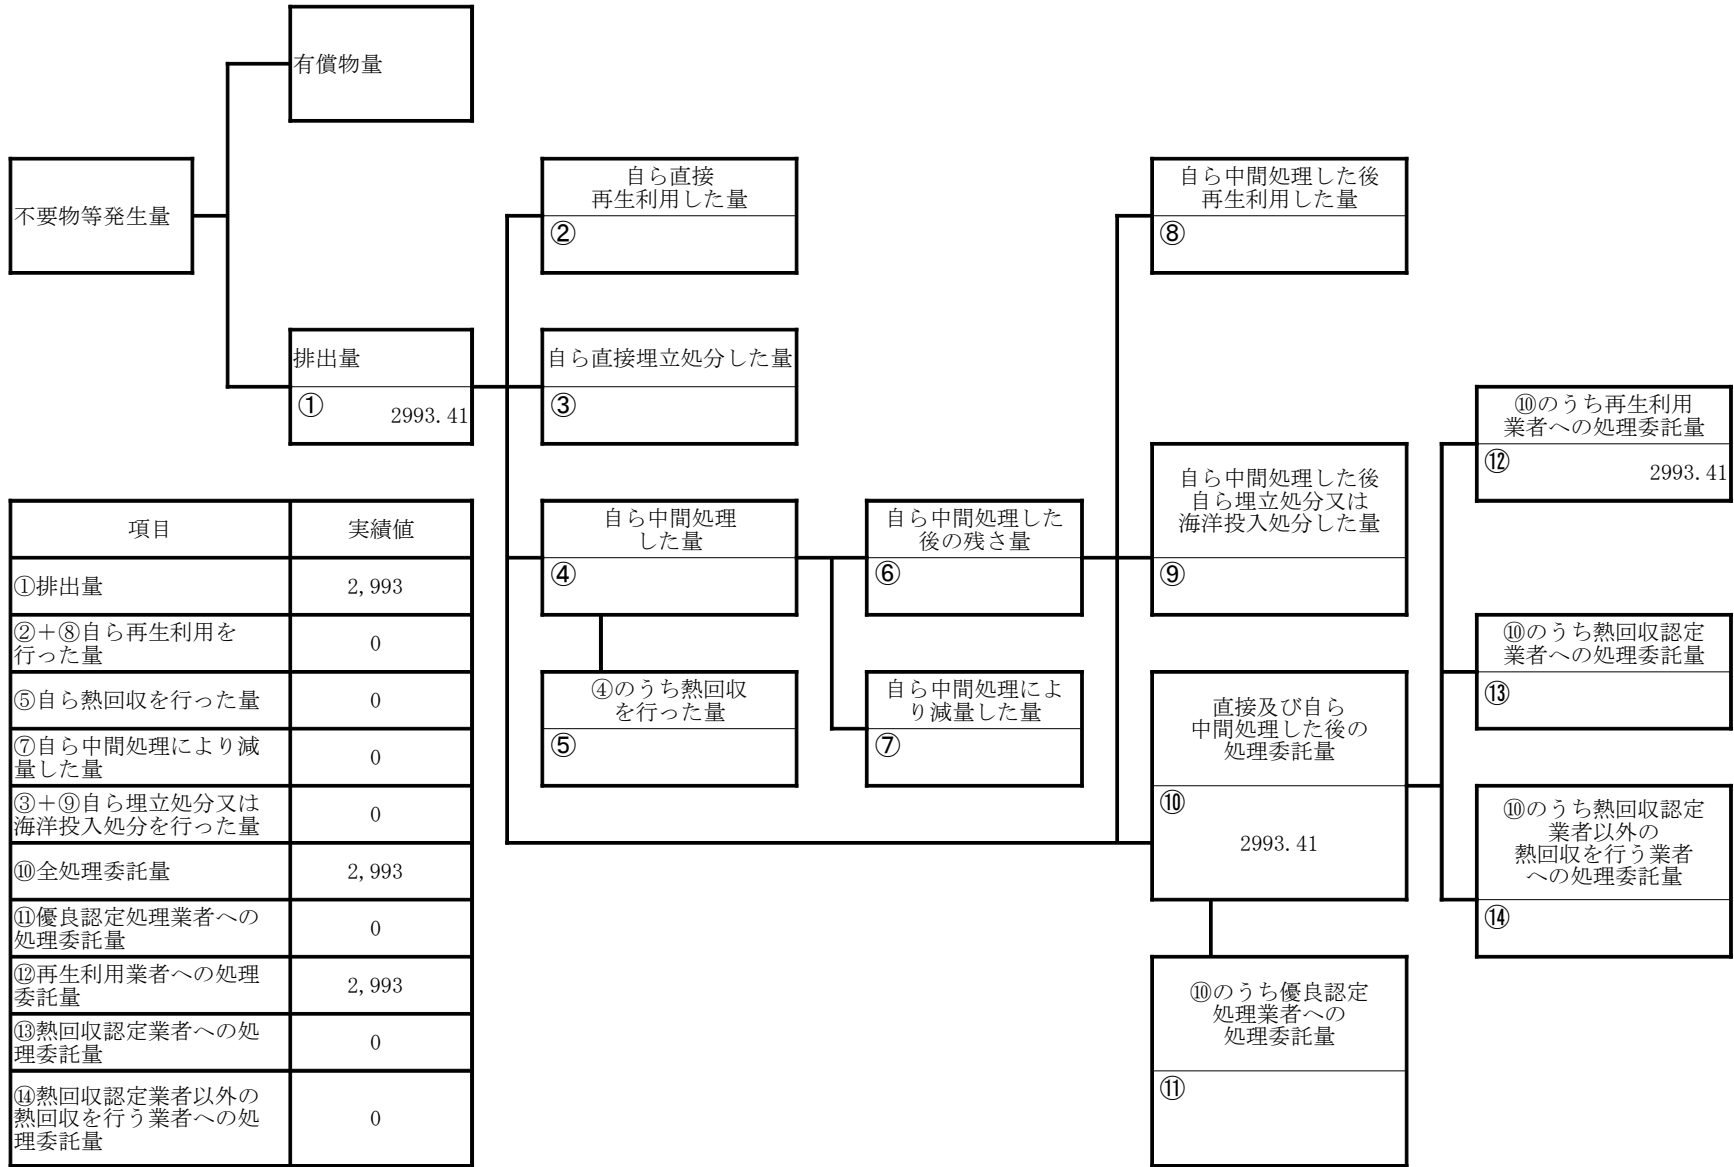 有償物量
不要物等発生量
自ら直接
再生利用した量
②
自ら中間処理した後
再生利用した量
⑧
排出量
①
2993.41
自ら直接埋立処分した量
③
⑩のうち再生利用
業者への処理委託量
⑫
2993.41
自ら中間処理
した量
④
自ら中間処理した
後の残さ量
⑥
自ら中間処理した後
自ら埋立処分又は
海洋投入処分した量
⑨
⑩のうち熱回収認定
業者への処理委託量
⑬
④のうち熱回収
を行った量
⑤
自ら中間処理によ
り減量した量
⑦
直接及び自ら
中間処理した後の
処理委託量
⑩
2993.41
⑩のうち熱回収認定
業者以外の
熱回収を行う業者
への処理委託量
⑭
⑩のうち優良認定
処理業者への
処理委託量
⑪
項目 実績値
①排出量 2,993
②＋⑧自ら再生利用を
行った量 0
⑤自ら熱回収を行った量 0
⑦自ら中間処理により減
量した量 0
③＋⑨自ら埋立処分又は
海洋投入処分を行った量 0
⑩全処理委託量 2,993
⑪優良認定処理業者への
処理委託量 0
⑫再生利用業者への処理
委託量 2,993
⑬熱回収認定業者への処
理委託量 0
⑭熱回収認定業者以外の
熱回収を行う業者への処
理委託量 0